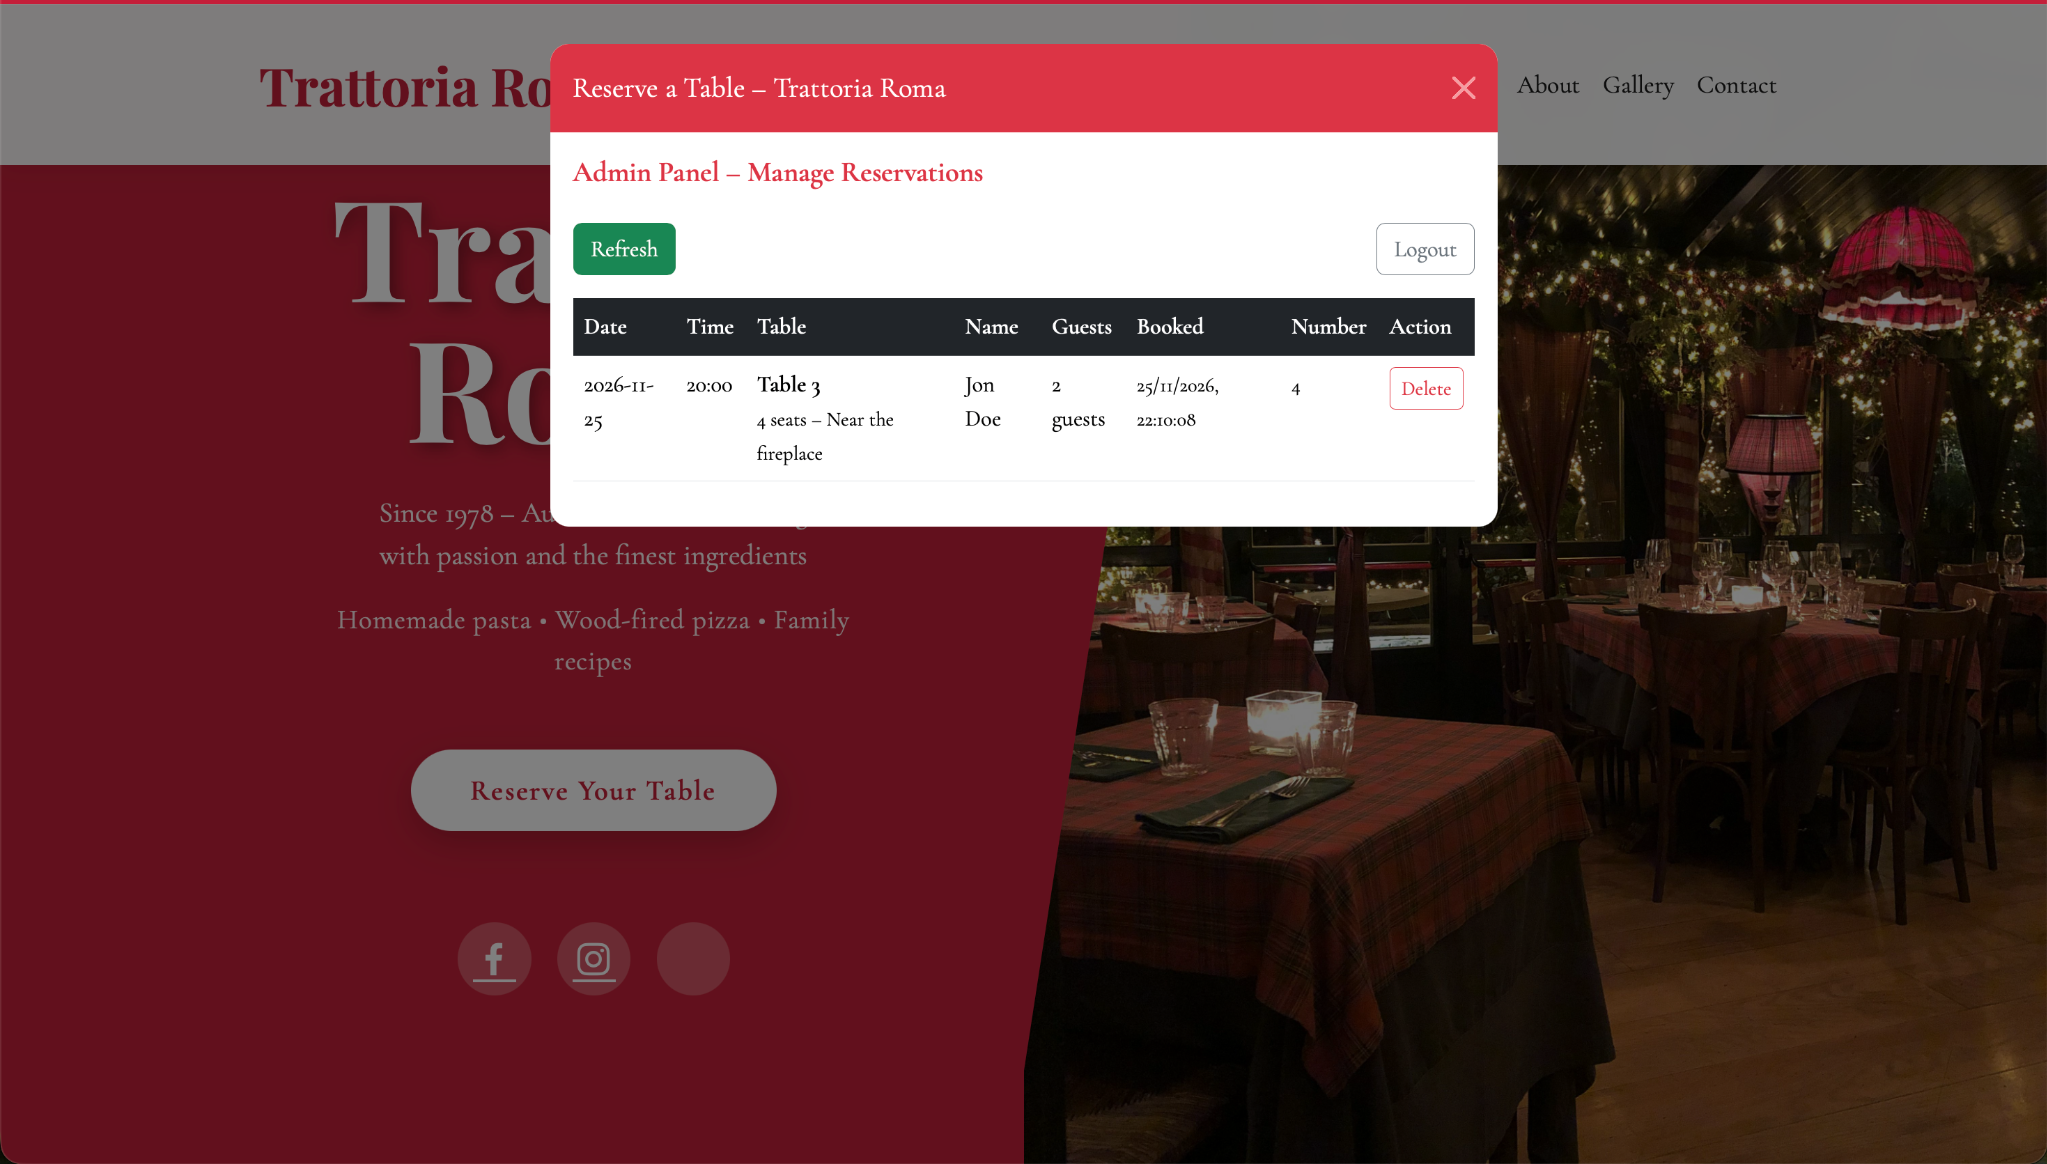 Trattoria Ro
About Gallery Contact
Reserve a Table – Trattoria Roma
Admin Panel – Manage Reservations
Refresh
Logout
Date Time Table Name Guests Booked Number Action
2026-11-25 20:00 Table 3 Jon Doe 2 guests 25/11/2026, 22:10:08 4 Delete
4 seats – Near the
fireplace
Tra
Ro
Since 1978 – Au
with passion and the finest ingredients
Homemade pasta • Wood-fired pizza • Family
recipes
Reserve Your Table